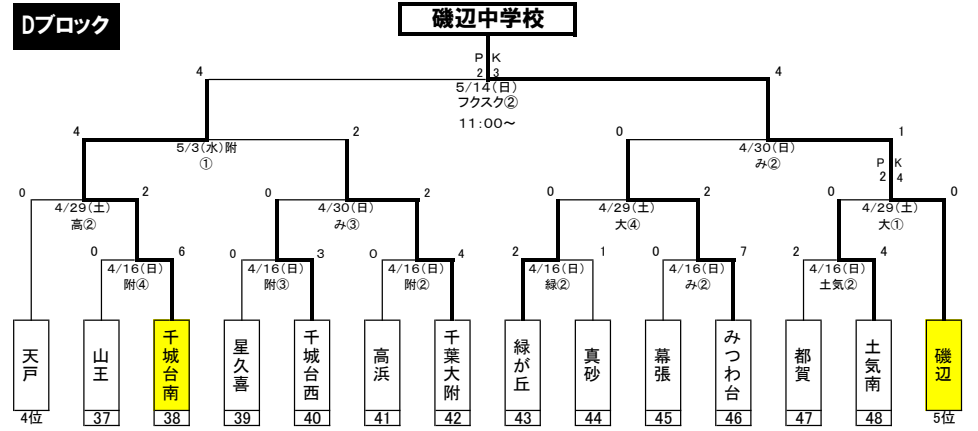 Dブロック
磯辺中学校
P K
4 2 3 4
5/14(日)
フクスク②
11:00～
4 2 0 1
5/3(水)附
①
4/30(日)
み②
P K
2 4
0 2 0 2 0 2 0 0
4/29(土)
高②
4/30(日)
み③
4/29(土)
大④
4/29(土)
大①
0 6 0 3 0 4 2 1 0 7 2 4
4/16(日)
附④
4/16(日)
附③
4/16(日)
附②
4/16(日)
緑②
4/16(日)
み②
4/16(日)
土気②
天戸
山王
千城台南
星久喜
千城台西
高浜
千葉大附
緑が丘
真砂
幕張
みつわ台
都賀
土気南
磯辺
4位 37 38 39 40 41 42 43 44 45 46 47 48 5位